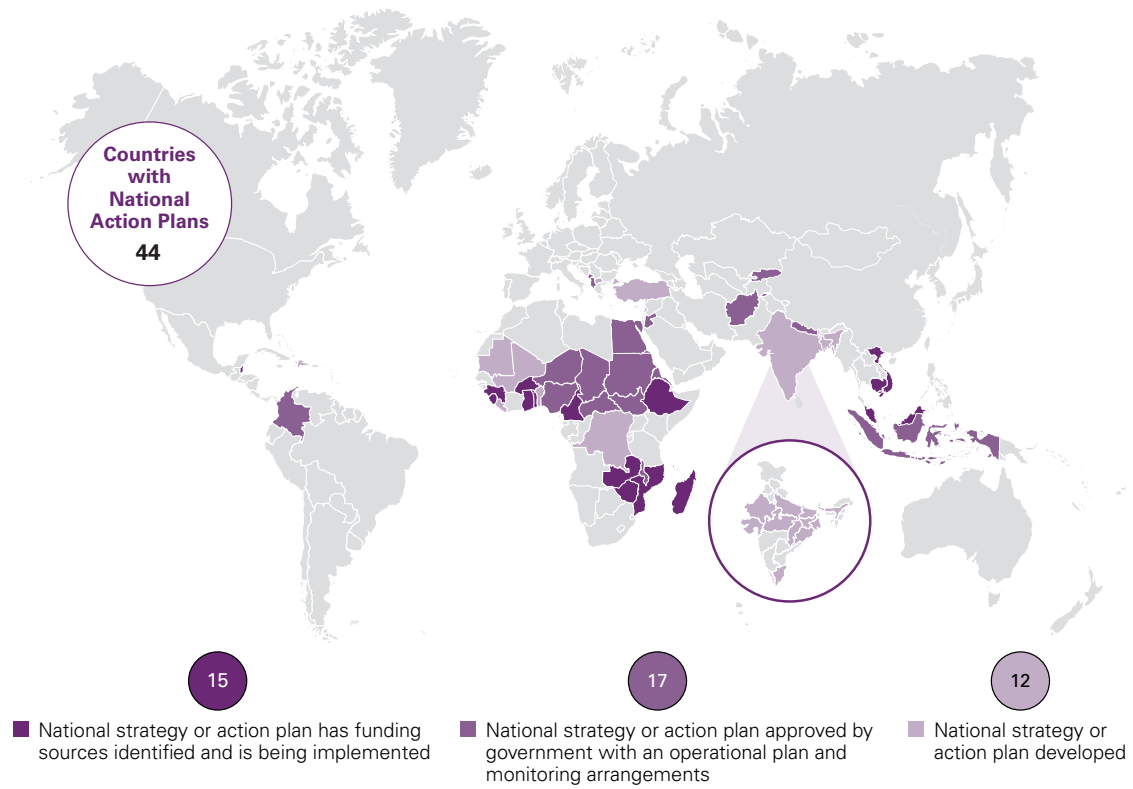 Countries
with
National
Action Plans
44
15
National strategy or action plan has funding
sources identified and is being implemented
17
National strategy or action plan approved by
government with an operational plan and
monitoring arrangements
12
National strategy or
action plan developed